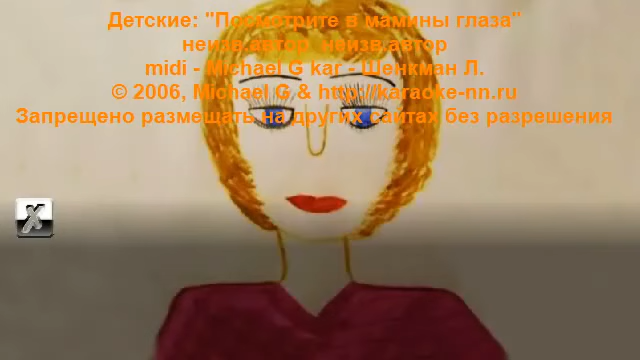 Детские: "Посмотрите в мамины глаза"
неизв.автор неизв.автор
midi - Michael G kar - Шенкман Л.
© 2006, Michael G & http://karaoke-nn.ru
Запрещено размещать на других сайтах без разрешения